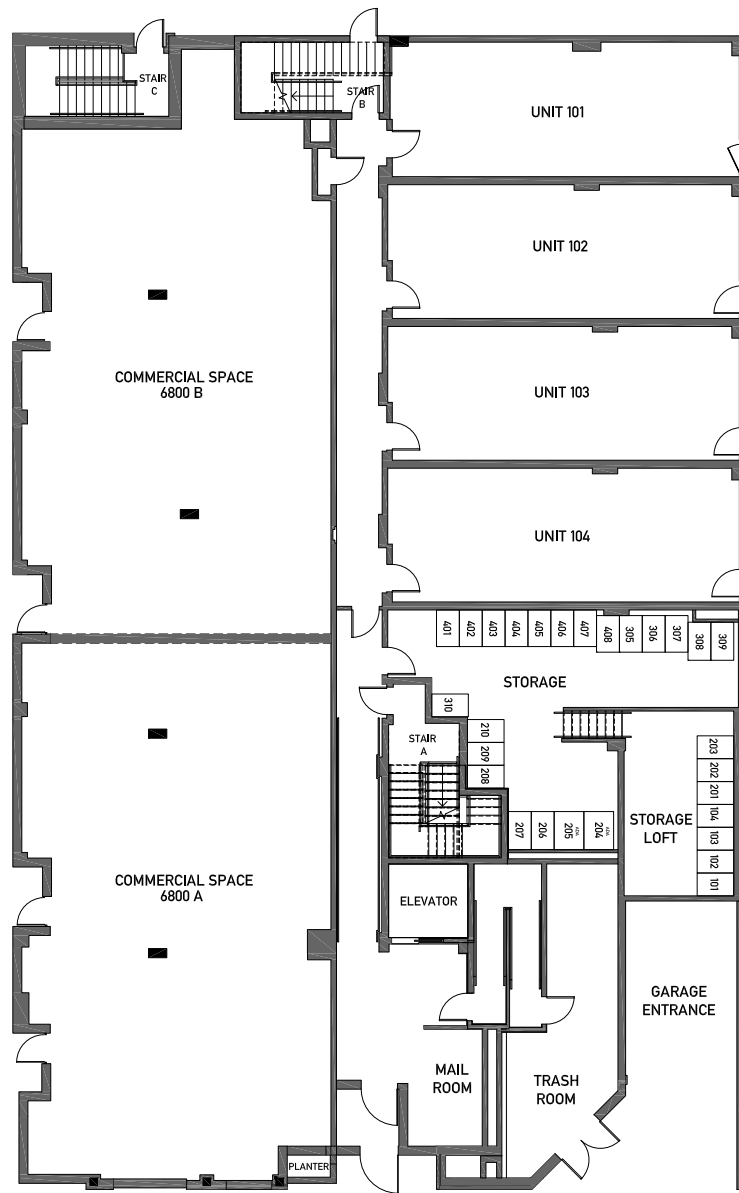 STAIR
C
STAIR
B
UNIT 101
UNIT 102
COMMERCIAL SPACE
6800 B
UNIT 103
UNIT 104
401
402
403
404
405
406
407
408
305
306
307
308
309
STORAGE
310
210
209
208
STAIR
A
207
206
205
ADA
204
ADA
203
202
201
104
103
102
101
STORAGE
LOFT
COMMERCIAL SPACE
6800 A
ELEVATOR
GARAGE
ENTRANCE
MAIL
ROOM
TRASH
ROOM
PLANTER